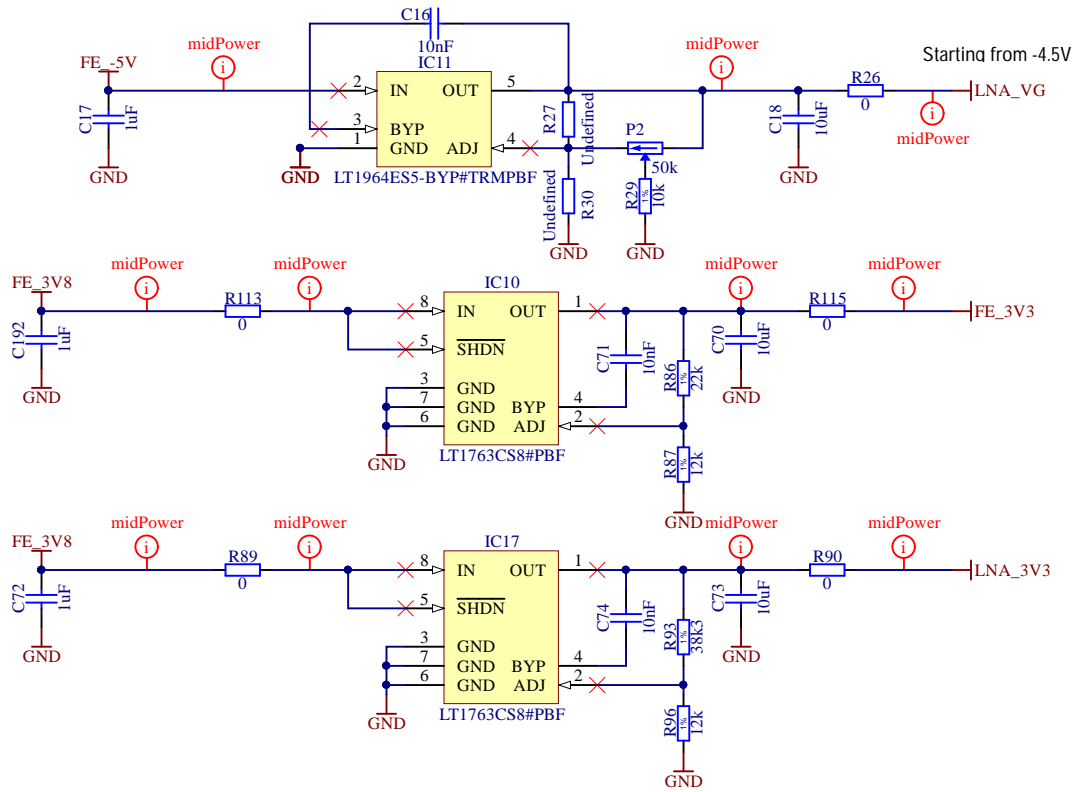 C16
10nF
midPower
i
FE_-5V
C17
1uF
GND
IC11
2 IN OUT 5
3 BYP
1 GND ADJ 4
GND
LT1964ES5-BYP#TRMPBF
R27
Undefined
Undefined
R30
GND
P2
50k
R29
1%
10k
GND
midPower
i
C18
10uF
GND
Starting from -4.5V
R26
0
LNA_VG
i
midPower
FE_3V8
C192
1uF
GND
midPower
i
R113
0
midPower
i
IC10
8 IN OUT 1
5 SHDN
3 GND
7 GND BYP 4
6 GND ADJ 2
GND
LT1763CS8#PBF
C71
10nF
R86
1%
22k
R87
1%
12k
GND
midPower
i
C70
10uF
GND
R115
0
midPower
i
FE_3V3
FE_3V8
C72
1uF
GND
midPower
i
R89
0
midPower
i
IC17
8 IN OUT 1
5 SHDN
3 GND
7 GND BYP 4
6 GND ADJ 2
GND
LT1763CS8#PBF
C74
10nF
R93
1%
38k3
R96
1%
12k
GND
midPower
i
C73
10uF
GND
R90
0
midPower
i
LNA_3V3